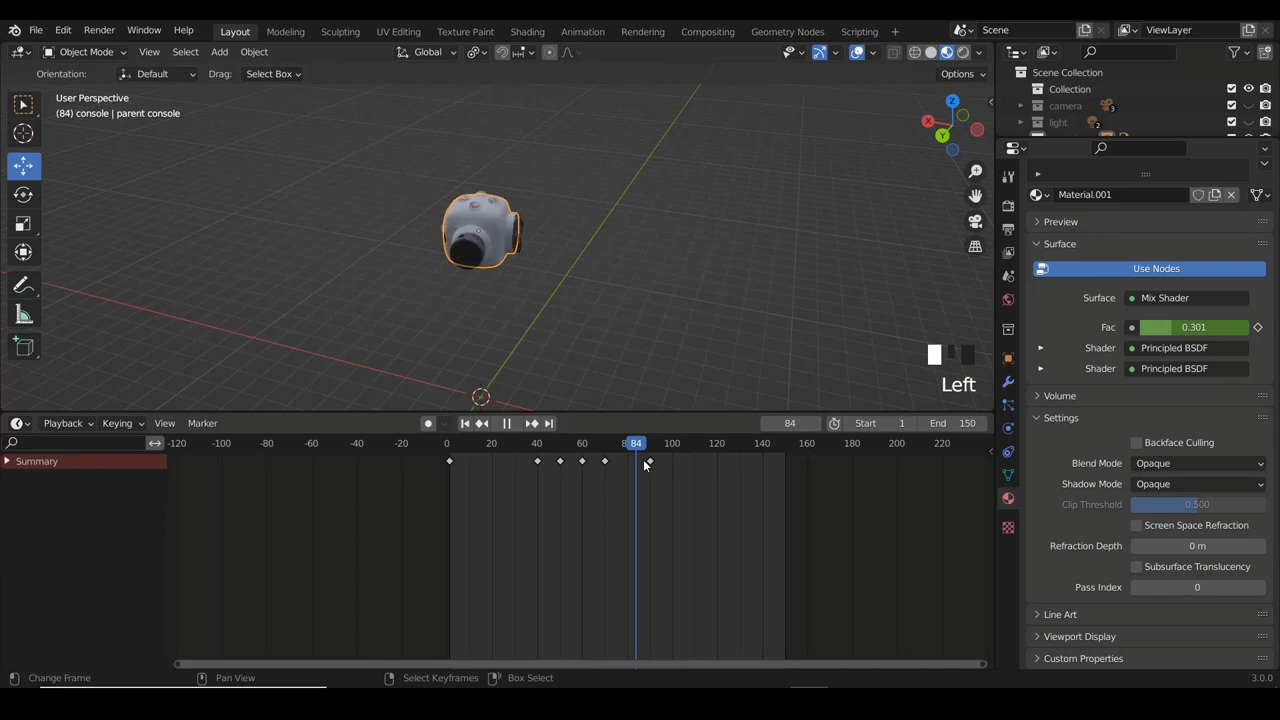 File Edit Render Window Help Layout Modeling Sculpting UV Editing Texture Paint Shading Animation Rendering Compositing Geometry Nodes Scripting Scene ViewLayer
Object Mode View Select Add Object Global
Orientation: Default Drag: Select Box Options
User Perspective
(84) console | parent console
Z
X
Y
Scene Collection
Collection
camera 3
light 2
Material.001
Preview
Surface
Use Nodes
Surface Mix Shader
Fac 0.301
Shader Principled BSDF
Shader Principled BSDF
Volume
Settings
Backface Culling
Blend Mode Opaque
Shadow Mode Opaque
Clip Threshold 0.500
Screen Space Refraction
Refraction Depth 0 m
Subsurface Translucency
Pass Index 0
Line Art
Viewport Display
Custom Properties
Left
Playback Keying View Marker 84 Start 1 End 150
-120 -100 -80 -60 -40 -20 0 20 40 60 84 100 120 140 160 180 200 220
Summary
Change Frame Pan View Select Keyframes Box Select 3.0.0